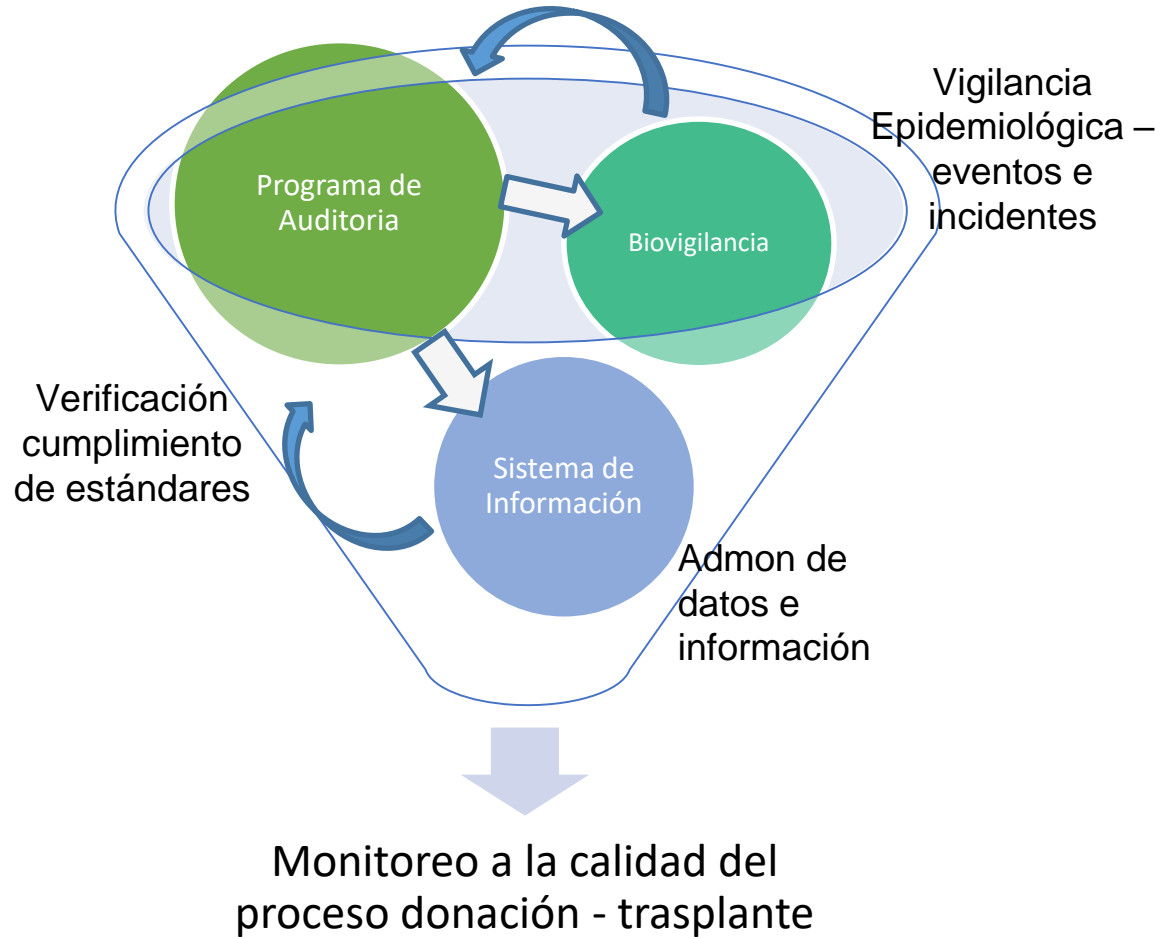 Programa de
Auditoria
Biovigilancia
Vigilancia
Epidemiológica –
eventos e
incidentes
Verificación
cumplimiento
de estándares
Sistema de
Información
Admon de
datos e
información
Monitoreo a la calidad del
proceso donación - trasplante